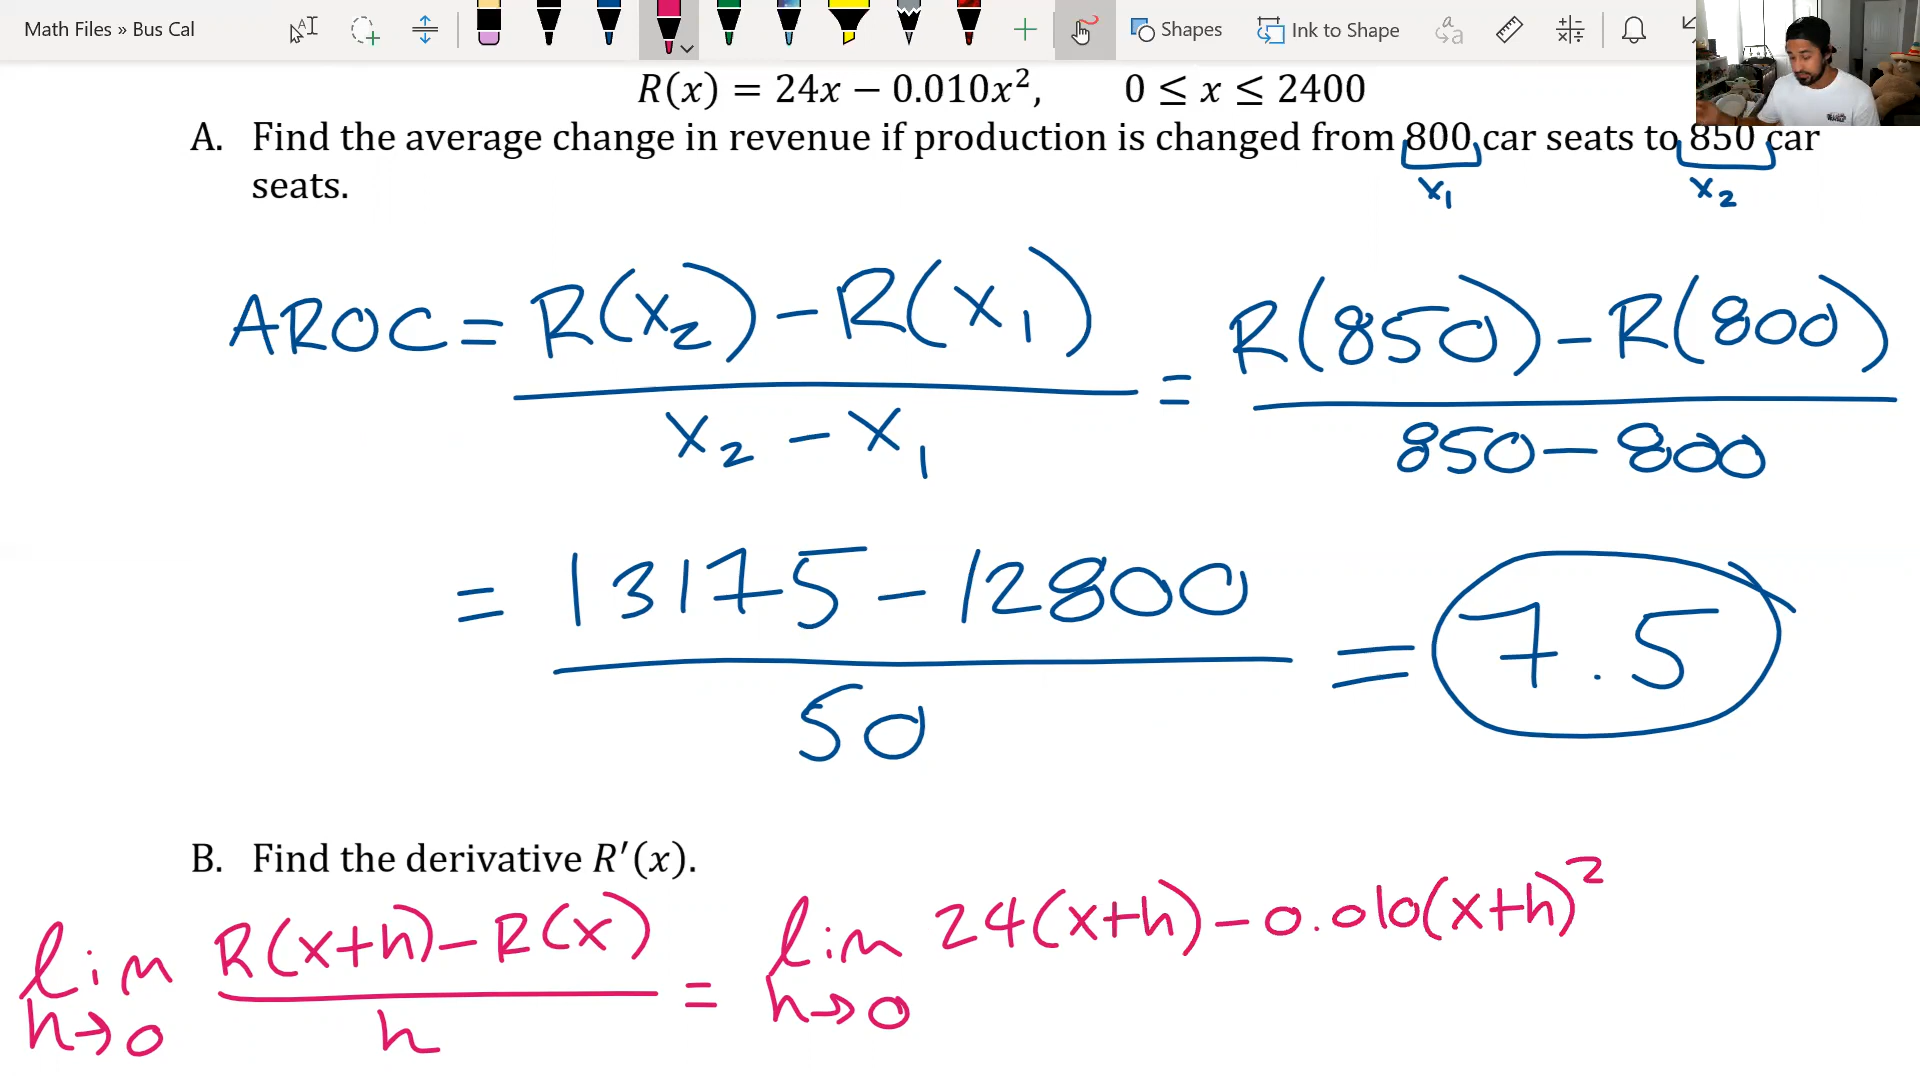 Math Files » Bus Cal
Shapes
Ink to Shape
R(x) = 24x − 0.010x², 0 ≤ x ≤ 2400
A. Find the average change in revenue if production is changed from 800 car seats to 850 car
seats.
x₁ x₂
AROC = R(x₂) − R(x₁) / x₂ − x₁ = R(850) − R(800) / 850 − 800
= 13175 − 12800 / 50 = 7.5
B. Find the derivative R′(x).
lim h→0 R(x+h) − R(x) / h = lim h→0 24(x+h) − 0.010(x+h)²